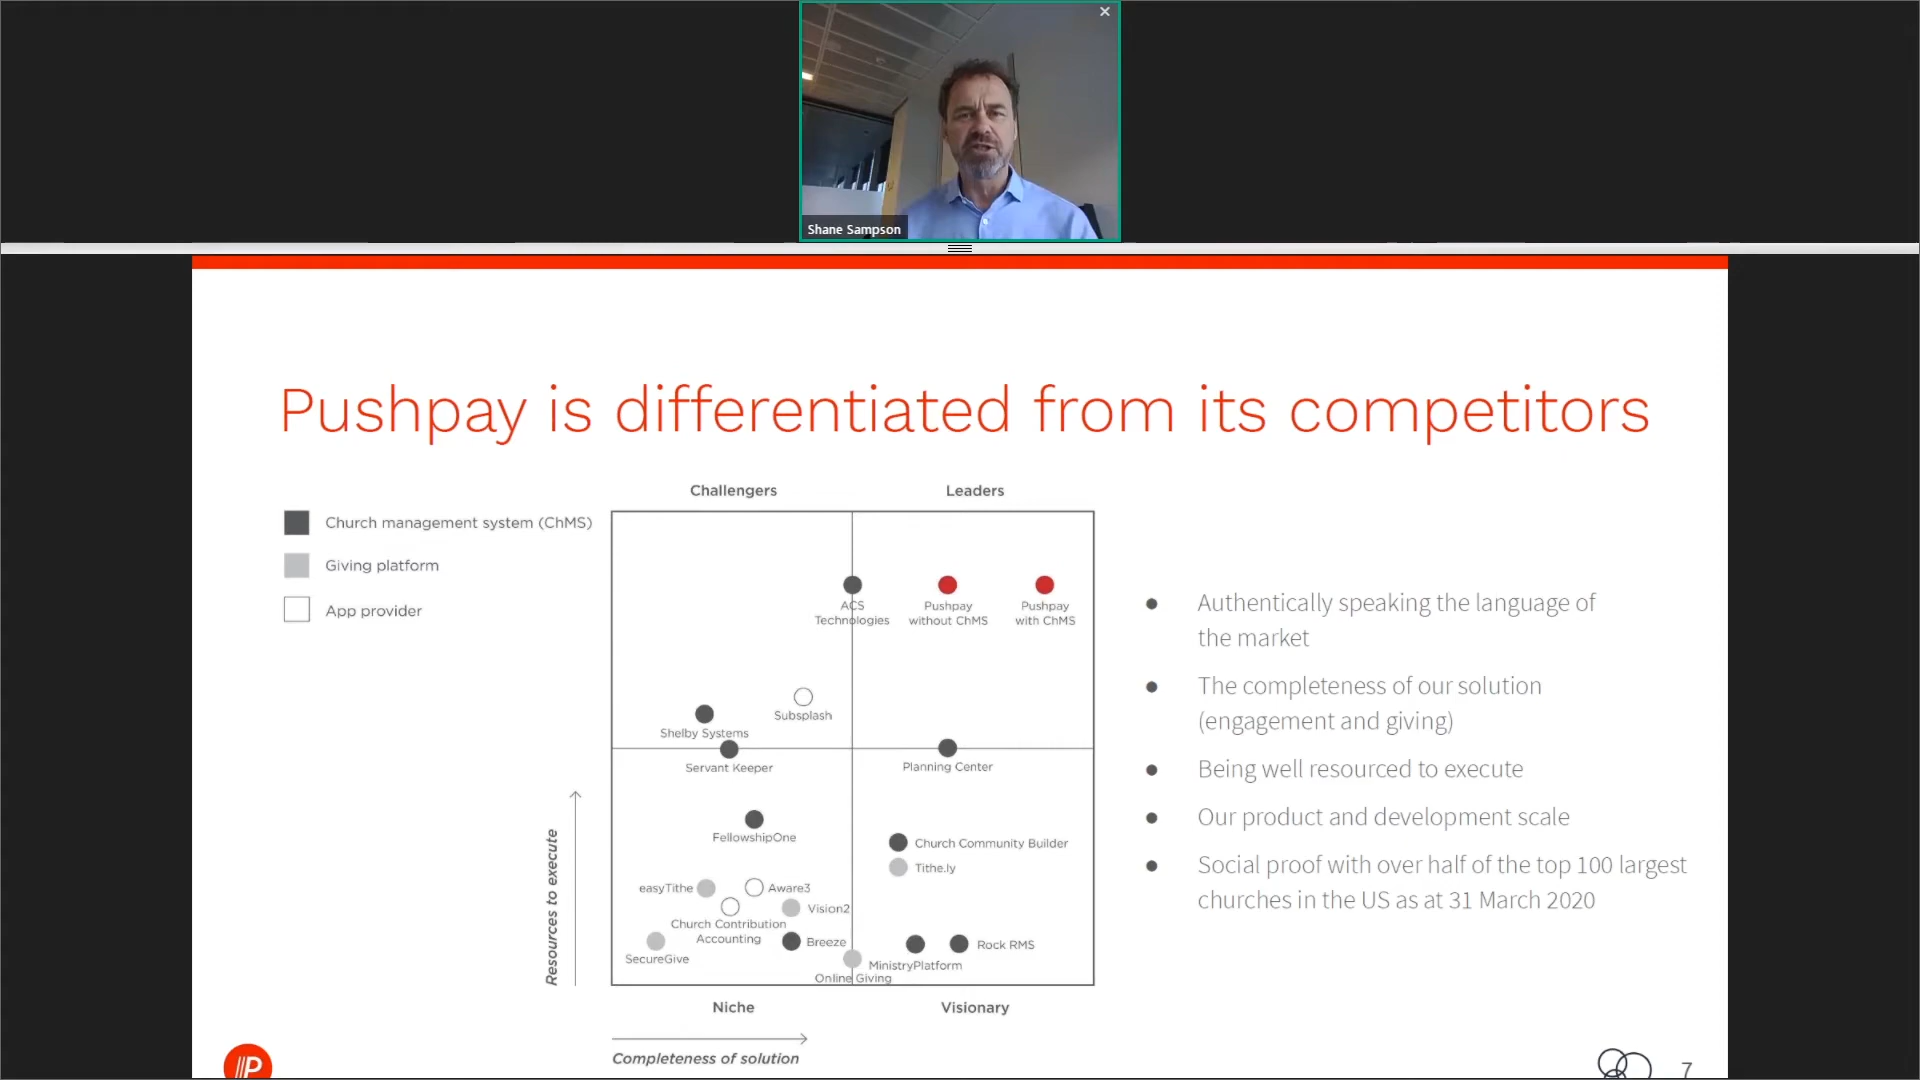 Shane Sampson
Pushpay is differentiated from its competitors
Church management system (ChMS)
Giving platform
App provider
Challengers
Leaders
ACS
Technologies
Pushpay
without ChMS
Pushpay
with ChMS
Subsplash
Shelby Systems
Servant Keeper
Planning Center
FellowshipOne
Church Community Builder
Tithe.ly
easyTithe
Aware3
Vision2
Church Contribution
Accounting
Breeze
SecureGive
Online Giving
MinistryPlatform
Rock RMS
Niche
Visionary
Resources to execute
Completeness of solution
● Authentically speaking the language of
the market
● The completeness of our solution
(engagement and giving)
● Being well resourced to execute
● Our product and development scale
● Social proof with over half of the top 100 largest
churches in the US as at 31 March 2020
P
7